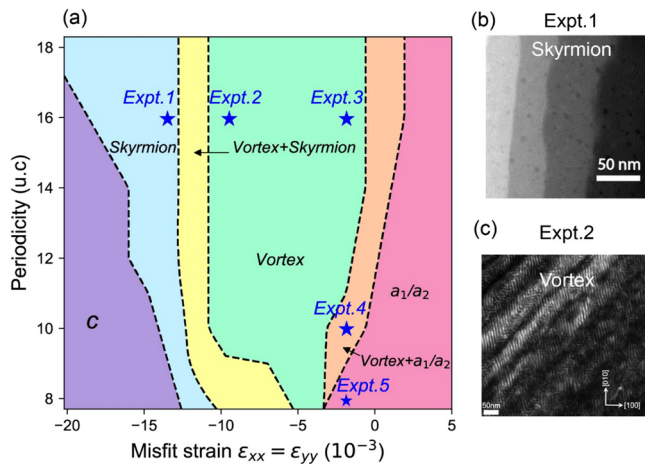 (a)
18
16
14
12
10
8
-20
-15
-10
-5
0
5
Periodicity (u.c)
Misfit strain εxx = εyy (10⁻³)
Expt.1
Expt.2
Expt.3
Skyrmion
Vortex+Skyrmion
Vortex
a₁/a₂
c
Expt.4
Vortex+a₁/a₂
Expt.5
(b)
Expt.1
Skyrmion
50 nm
(c)
Expt.2
Vortex
[010]
[100]
50nm